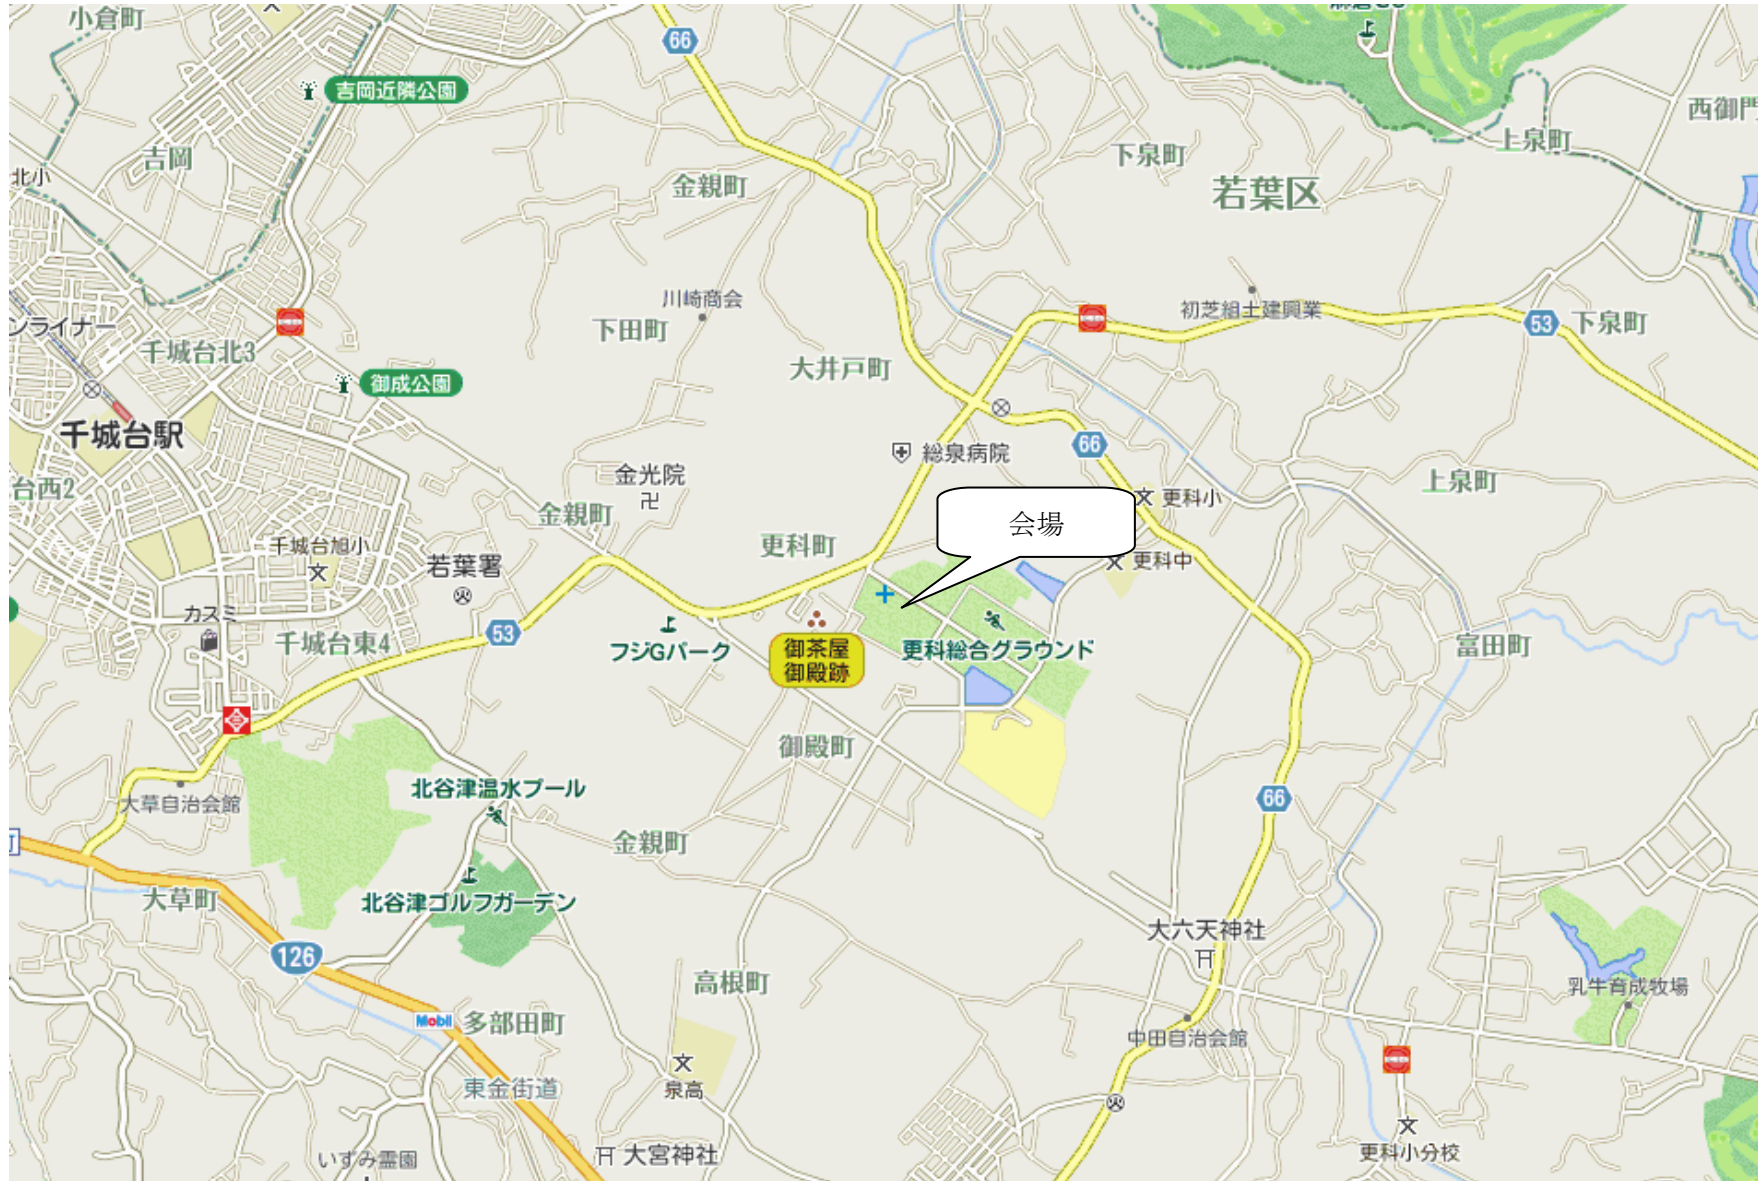 小倉町
66
吉岡近隣公園
西御門
上泉町
吉岡
下泉町
北小
金親町
若葉区
川崎商会
初芝組土建興業
ンライナー
下田町
53
下泉町
千城台北3
大井戸町
御成公園
千城台駅
66
総泉病院
金光院
上泉町
台西2
更科小
金親町
会場
千城台旭小
更科町
若葉署
更科中
カスミ
53
千城台東4
フジGパーク
御茶屋
御殿跡
更科総合グラウンド
富田町
御殿町
北谷津温水プール
66
大草自治会館
金親町
大草町
北谷津ゴルフガーデン
大六天神社
126
高根町
乳牛育成牧場
Mobil
多部田町
中田自治会館
東金街道
泉高
いずみ霊園
大宮神社
更科小分校